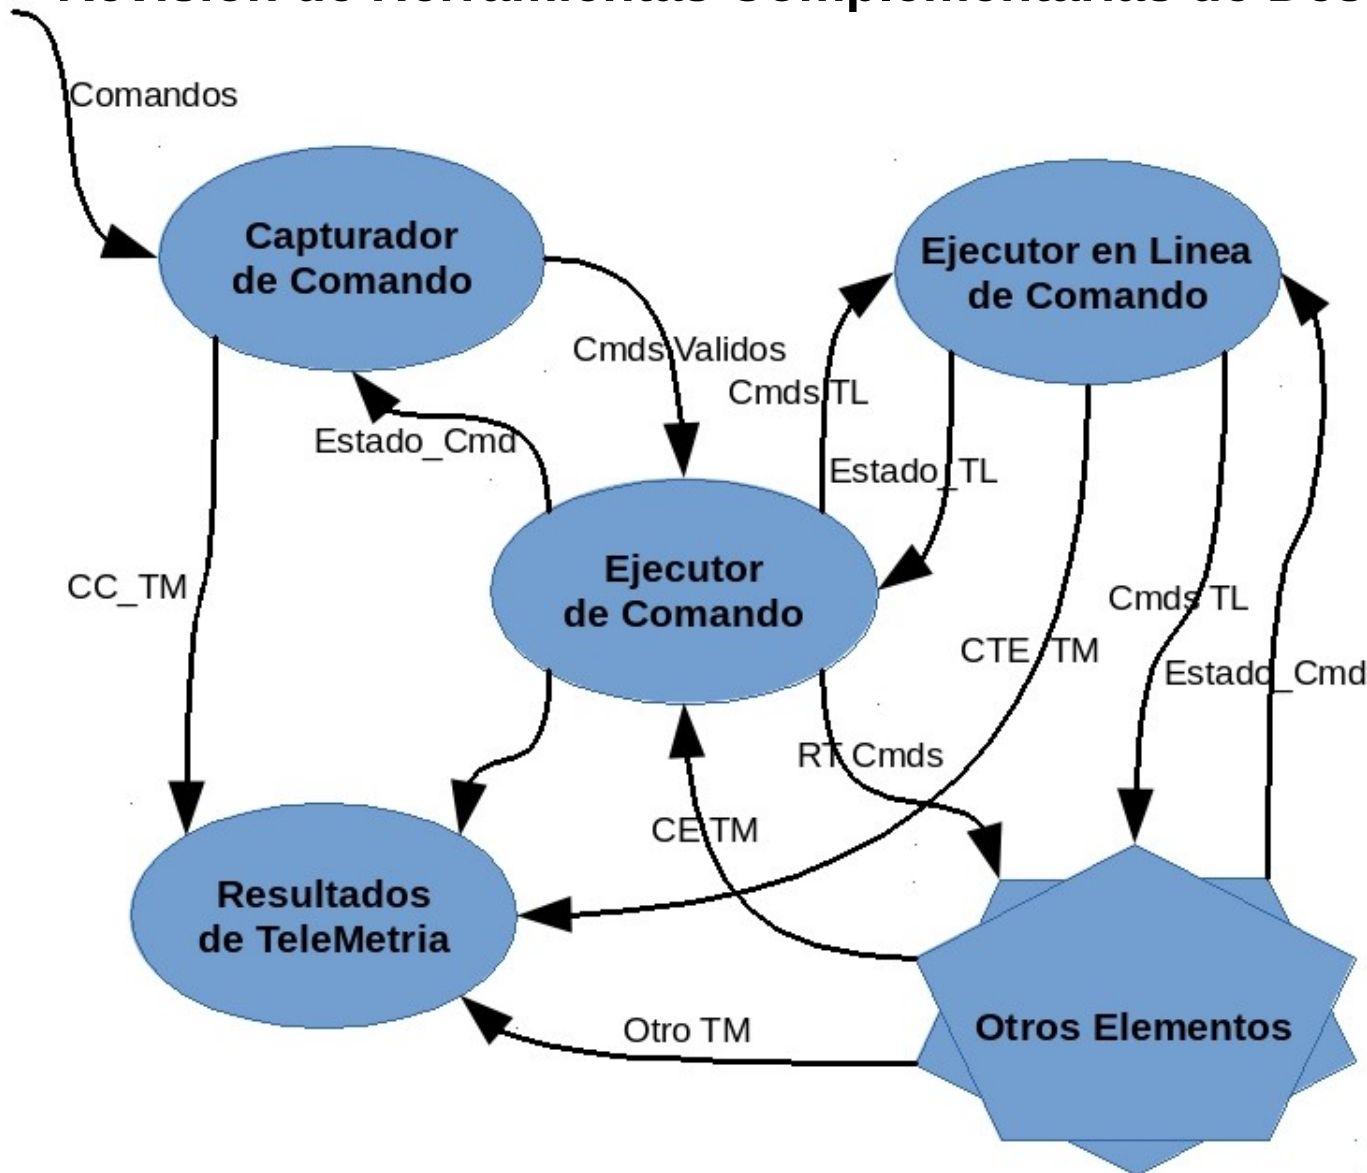 Comandos
Capturador
de Comando
Ejecutor en Linea
de Comando
Cmds Validos
Cmds TL
Estado_Cmd
Estado_TL
Ejecutor
de Comando
CC_TM
Cmds TL
CTE_TM
Estado_Cmd
RT Cmds
CE TM
Resultados
de TeleMetria
Otro TM
Otros Elementos